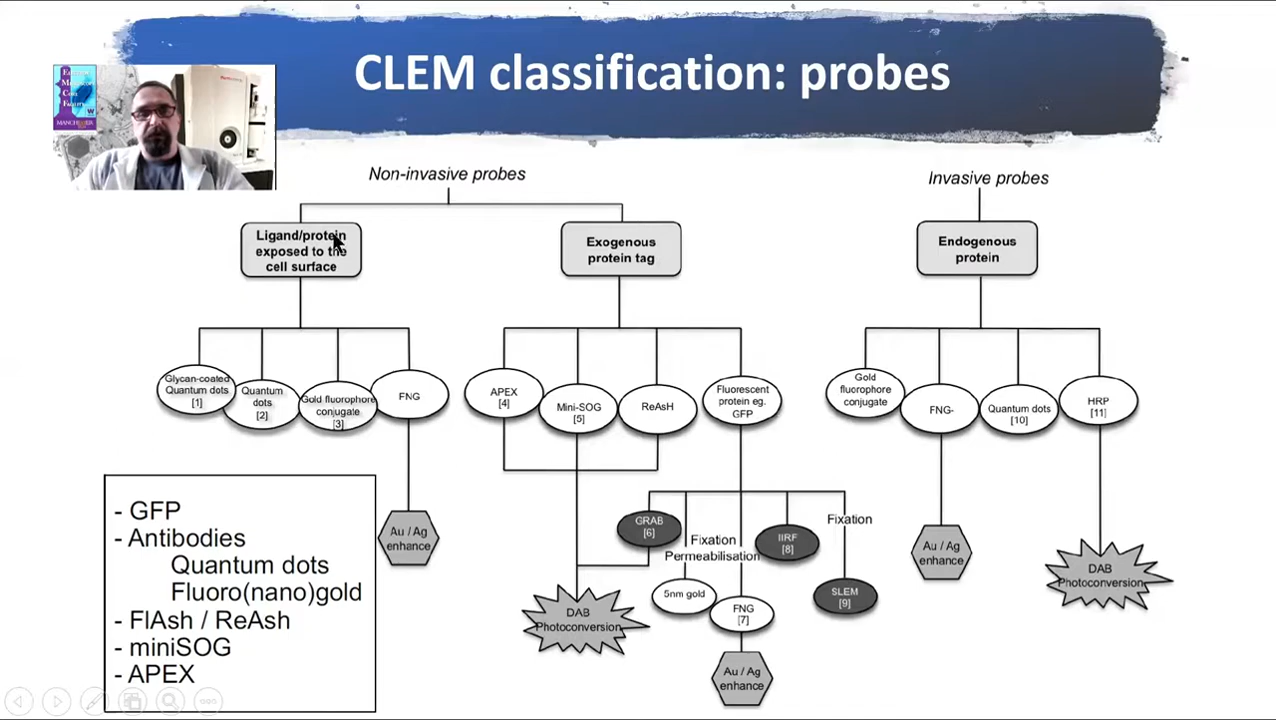 CLEM classification: probes
MANCHESTER
Non-invasive probes
Invasive probes
Ligand/protein
exposed to the
cell surface
Exogenous
protein tag
Endogenous
protein
Glycan-coated
Quantum dots
[1]
Quantum
dots
[2]
Gold fluorophore
conjugate
[3]
FNG
APEX
[4]
Mini-SOG
[5]
ReAsH
Fluorescent
protein eg.
GFP
Gold
fluorophore
conjugate
FNG-
Quantum dots
[10]
HRP
[11]
- GFP
- Antibodies
Quantum dots
Fluoro(nano)gold
- FlAsh / ReAsh
- miniSOG
- APEX
Au / Ag
enhance
GRAB
[6]
Fixation
Permeabilisation
IIRF
[8]
Fixation
5nm gold
SLEM
[9]
DAB
Photoconversion
FNG
[7]
Au / Ag
enhance
Au / Ag
enhance
DAB
Photoconversion